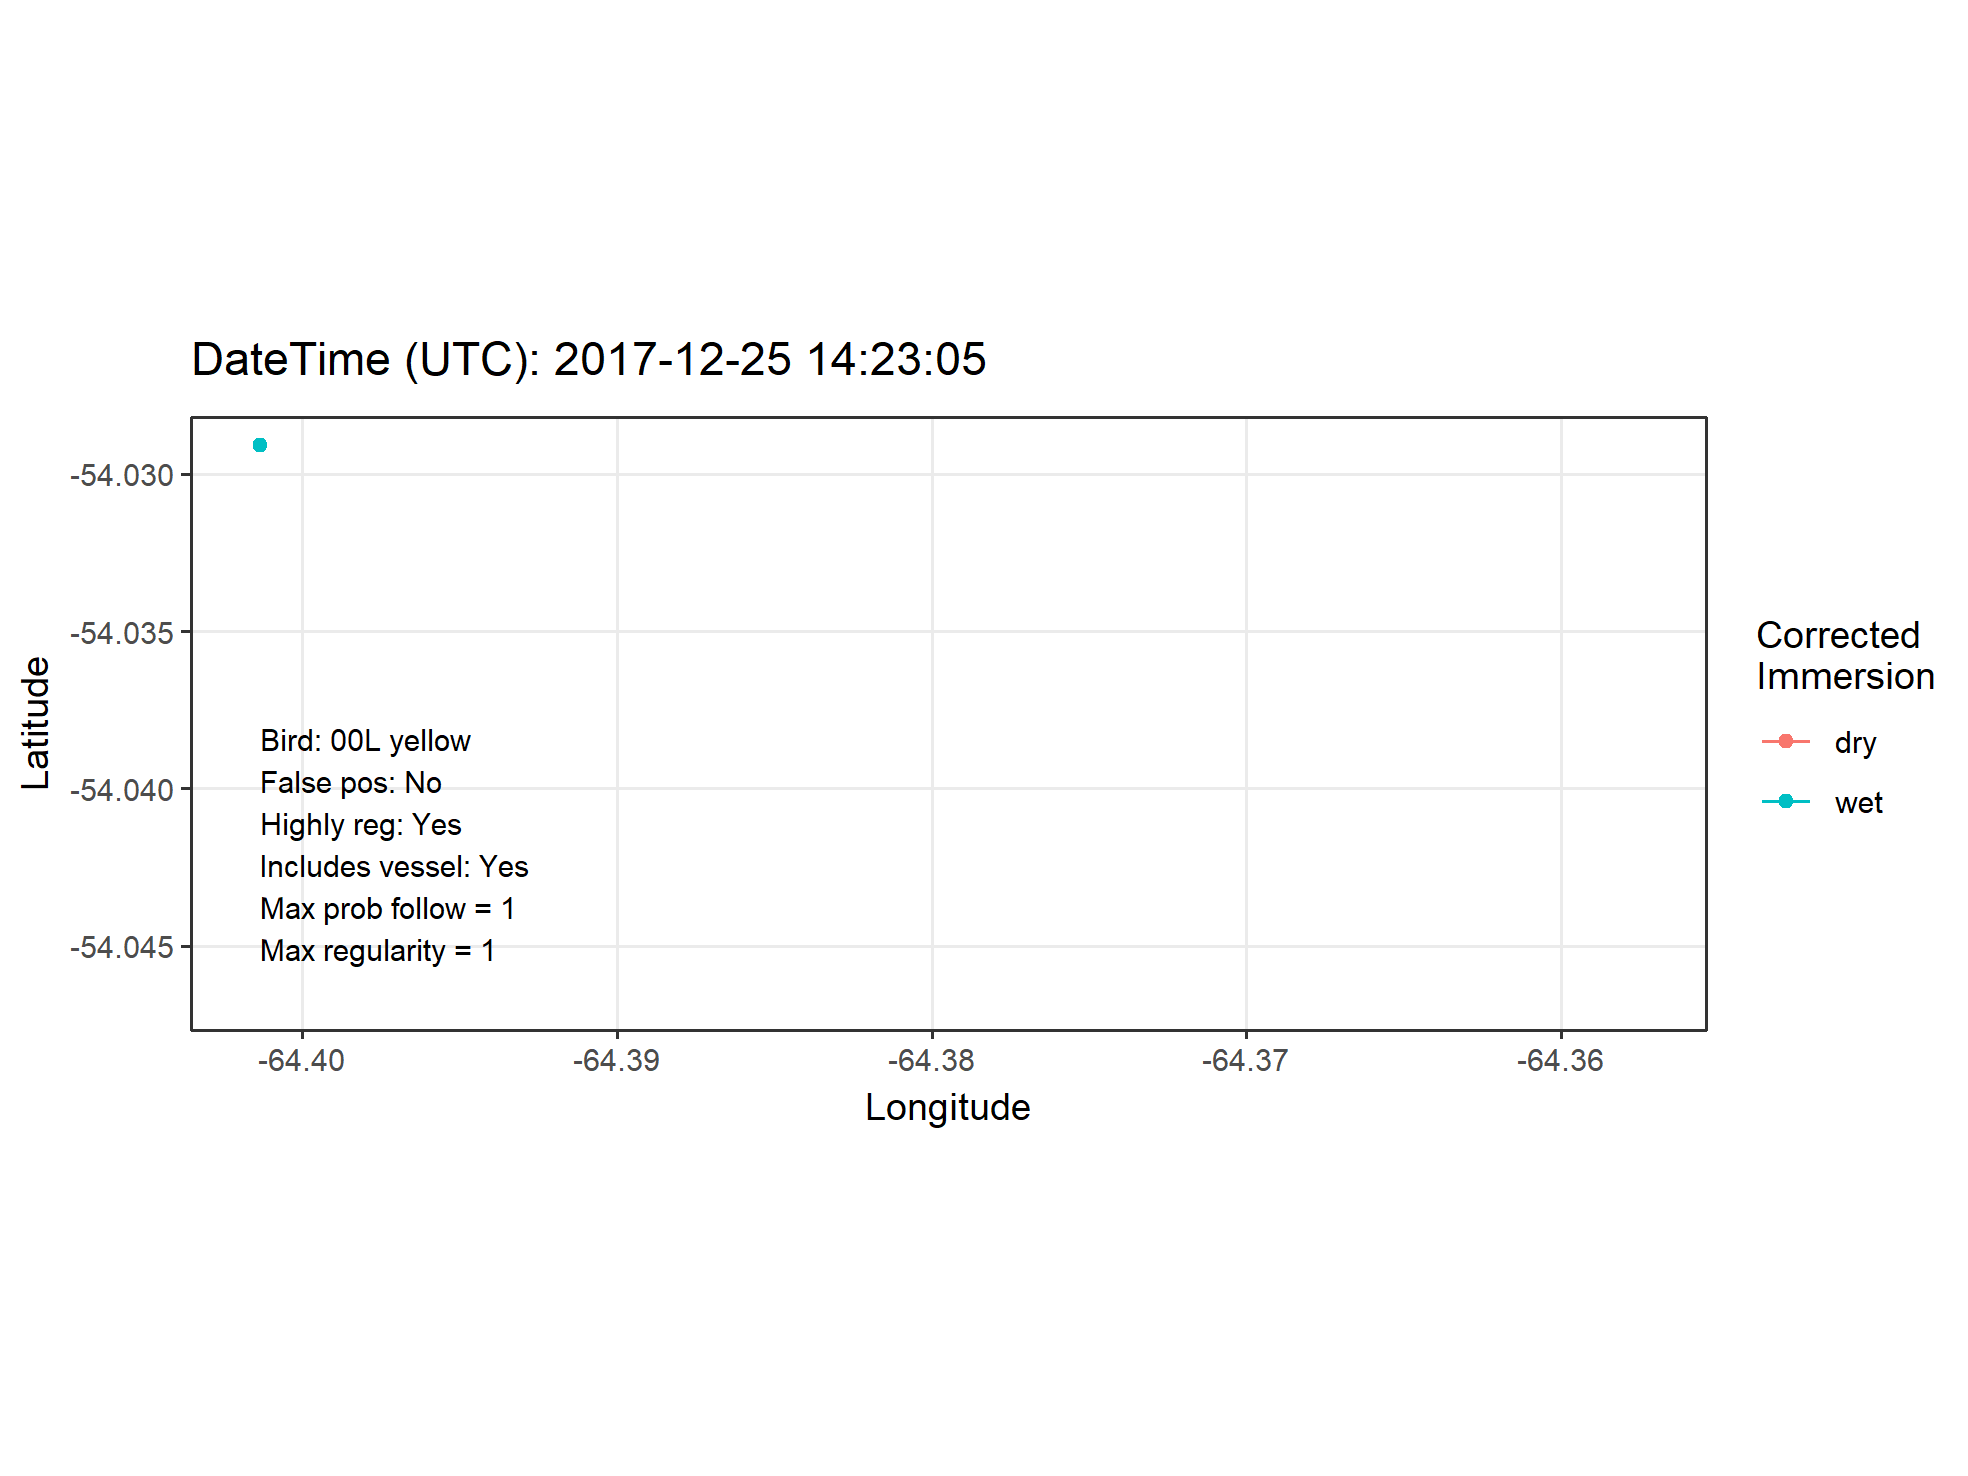 DateTime (UTC): 2017-12-25 14:23:05
-54.030
-54.035
-54.040
-54.045
Latitude
Bird: 00L yellow
False pos: No
Highly reg: Yes
Includes vessel: Yes
Max prob follow = 1
Max regularity = 1
-64.40
-64.39
-64.38
-64.37
-64.36
Longitude
Corrected
Immersion
dry
wet